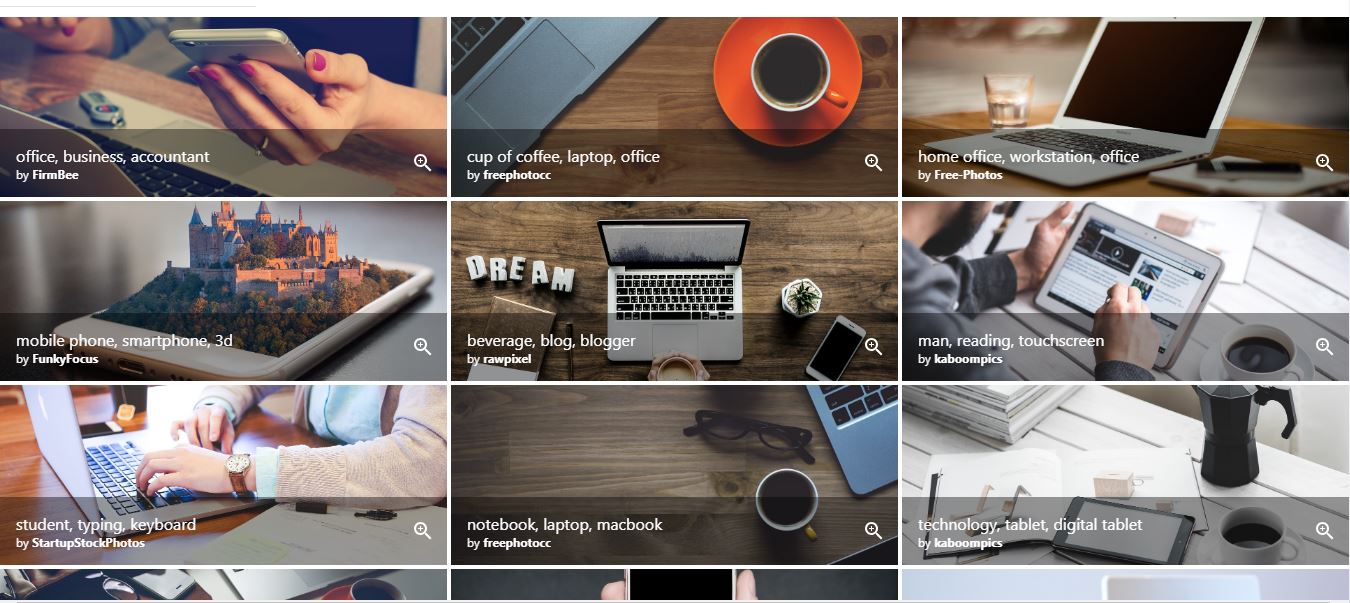 office, business, accountant
by FirmBee
cup of coffee, laptop, office
by freephotocc
home office, workstation, office
by Free-Photos
DREAM
mobile phone, smartphone, 3d
by FunkyFocus
beverage, blog, blogger
by rawpixel
man, reading, touchscreen
by kaboompics
student, typing, keyboard
by StartupStockPhotos
notebook, laptop, macbook
by freephotocc
technology, tablet, digital tablet
by kaboompics